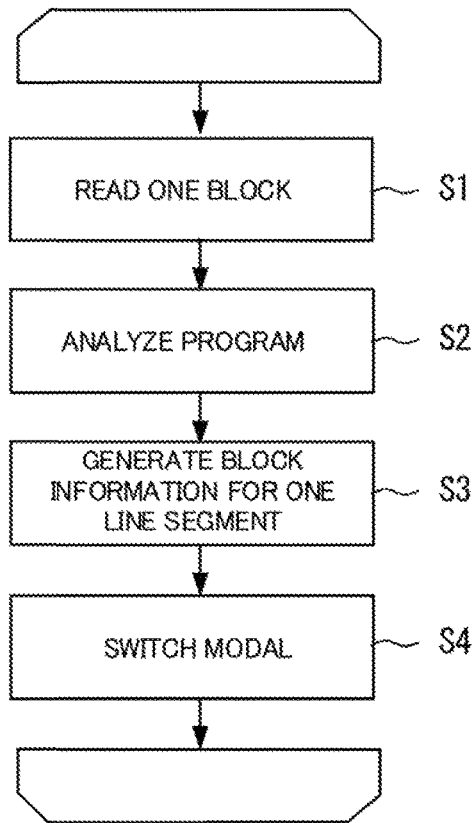 READ ONE BLOCK
S1
ANALYZE PROGRAM
S2
GENERATE BLOCK
INFORMATION FOR ONE
LINE SEGMENT
S3
SWITCH MODAL
S4